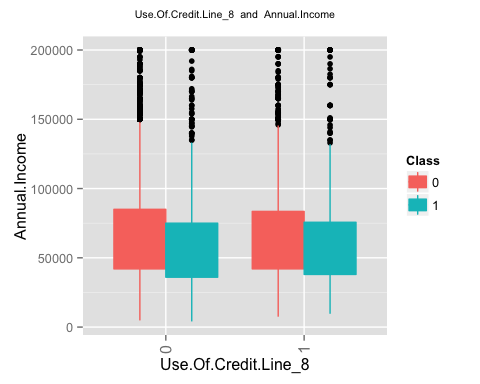 Use.Of.Credit.Line_8 and Annual.Income
200000
150000
100000
50000
0
Annual.Income
0
1
Use.Of.Credit.Line_8
Class
0
1